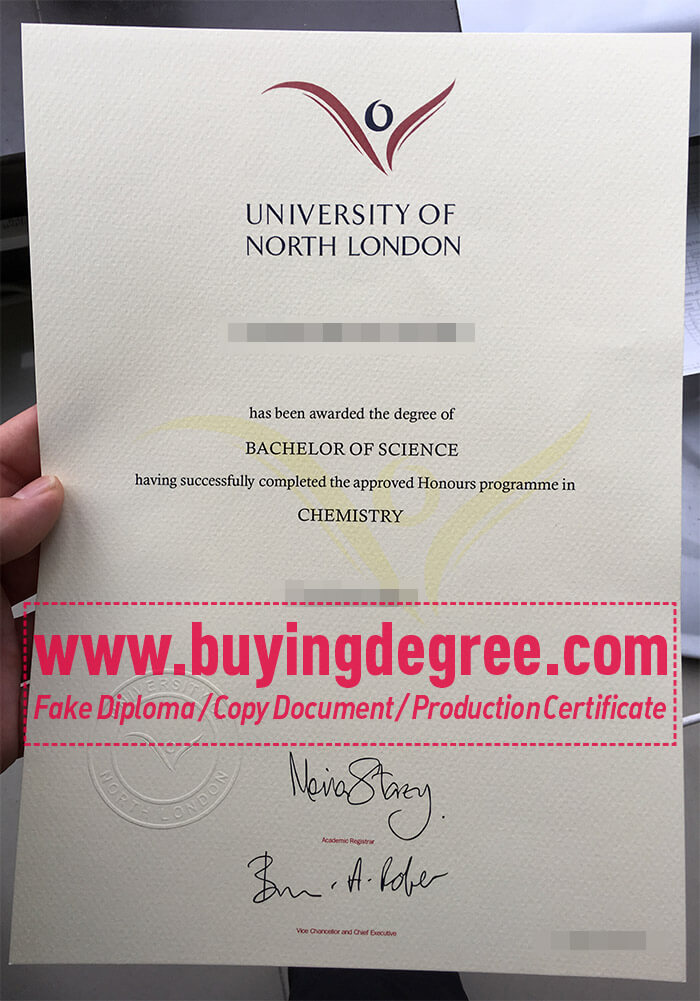 UNIVERSITY OF
NORTH LONDON
has been awarded the degree of
BACHELOR OF SCIENCE
having successfully completed the approved Honours programme in
CHEMISTRY
www.buyingdegree.com
Fake Diploma / Copy Document / Production Certificate
NORTH LONDON
Academic Registrar
Vice Chancellor and Chief Executive